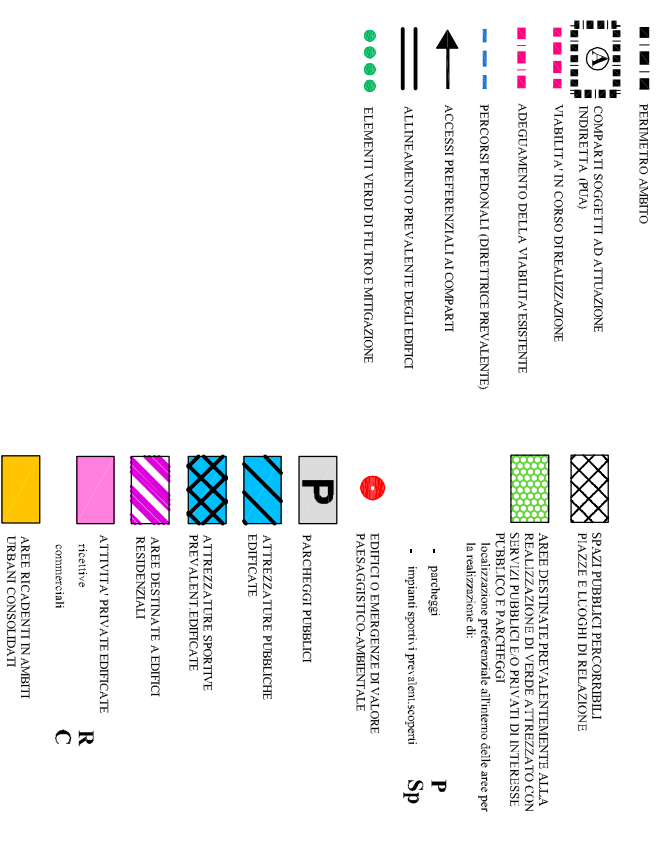 PERIMETRO AMBITO
A
COMPARTI SOGGETTI AD ATTUAZIONE
INDIRETTA (PUA)
VIABILITA' IN CORSO DI REALIZZAZIONE
ADEGUAMENTO DELLA VIABILITA' ESISTENTE
PERCORSI PEDONALI (DIRETTRICE PREVALENTE)
ACCESSI PREFERENZIALI AI COMPARTI
ALLINEAMENTO PREVALENTE DEGLI EDIFICI
ELEMENTI VERDI DI FILTRO E MITIGAZIONE
SPAZI PUBBLICI PERCORRIBILI
PIAZZE E LUOGHI DI RELAZIONE
AREE DESTINATE PREVALENTEMENTE ALLA
REALIZZAZIONE DI VERDE ATTREZZATO CON
SERVIZI PUBBLICI E/O PRIVATI DI INTERESSE
PUBBLICO E PARCHEGGI
localizzazione preferenziale all'interno delle aree per
la realizzazione di:
- parcheggi P
- impianti sportivi prevalent.scoperti Sp
EDIFICI O EMERGENZE DI VALORE
PAESAGGISTICO-AMBIENTALE
P
PARCHEGGI PUBBLICI
ATTREZZATURE PUBBLICHE
EDIFICATE
ATTREZZATURE SPORTIVE
PREVALENT.EDIFICATE
AREE DESTINATE A EDIFICI
RESIDENZIALI
ATTIVITA' PRIVATE EDIFICATE
ricettive R
commerciali C
AREE RICADENTI IN AMBITI
URBANI CONSOLIDATI